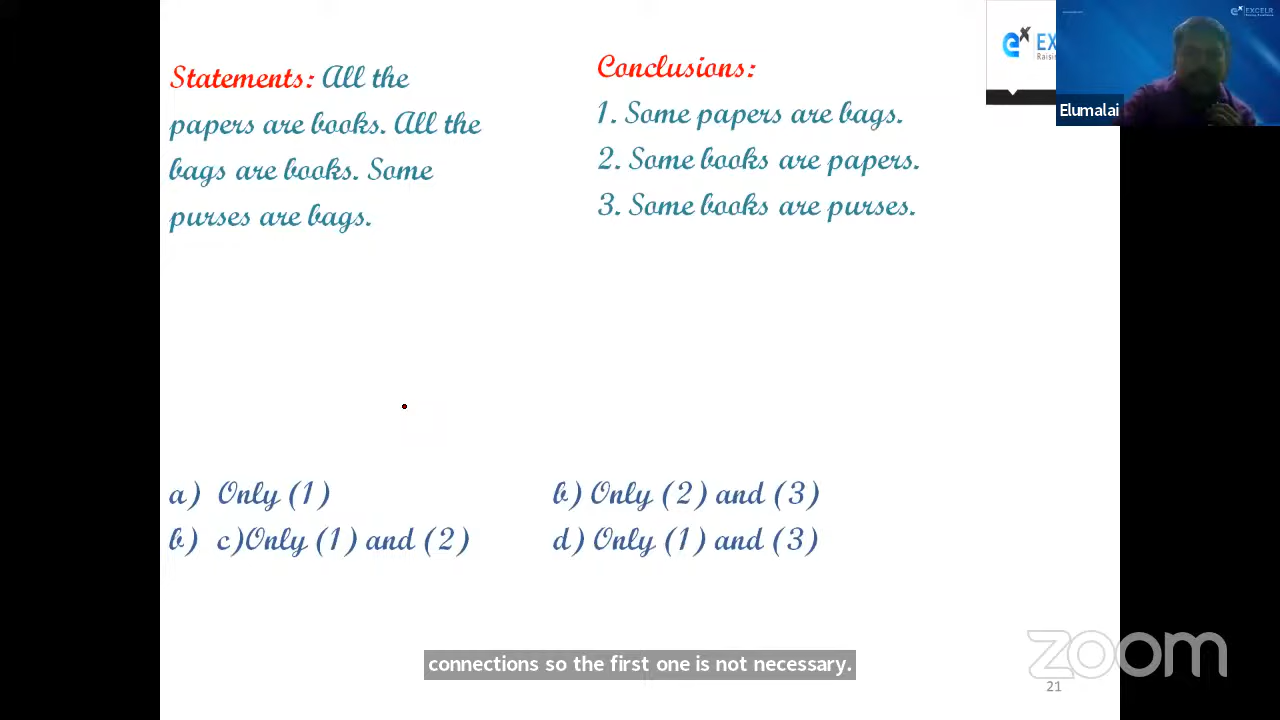 Statements: All the
papers are books. All the
bags are books. Some
purses are bags.
Conclusions:
1. Some papers are bags.
2. Some books are papers.
3. Some books are purses.
EXCELR
Elumalai
a) Only (1)
b) Only (2) and (3)
b) c)Only (1) and (2)
d) Only (1) and (3)
connections so the first one is not necessary.
zoom
21